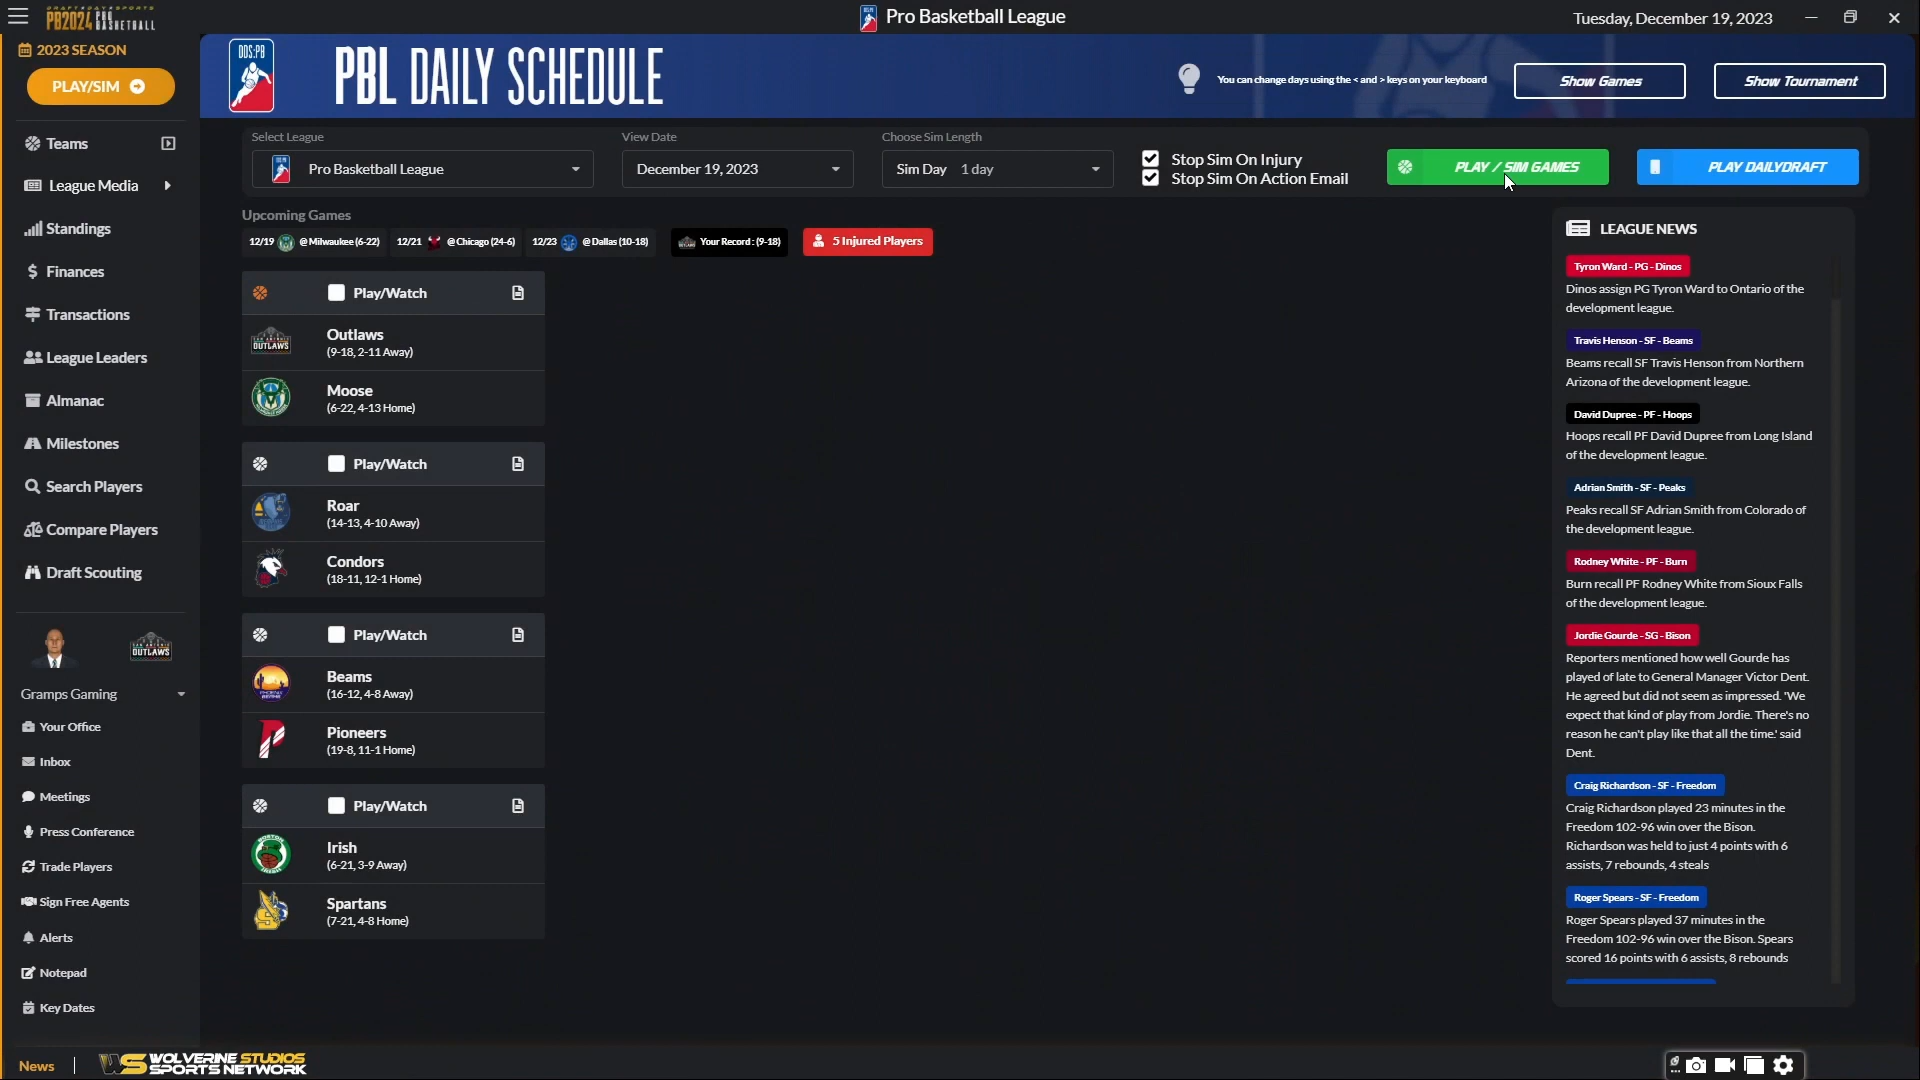 DRAFT DAY SPORTS
PB2024 PRO BASKETBALL
Pro Basketball League
Tuesday, December 19, 2023
2023 SEASON
PLAY/SIM
Teams
League Media
Standings
Finances
Transactions
League Leaders
Almanac
Milestones
Search Players
Compare Players
Draft Scouting
OUTLAWS
Gramps Gaming
Your Office
Inbox
Meetings
Press Conference
Trade Players
Sign Free Agents
Alerts
Notepad
Key Dates
DDS:PB
PBL DAILY SCHEDULE
You can change days using the < and > keys on your keyboard
Show Games
Show Tournament
Select League
Pro Basketball League
View Date
December 19, 2023
Choose Sim Length
Sim Day 1 day
Stop Sim On Injury
Stop Sim On Action Email
PLAY / SIM GAMES
PLAY DAILYDRAFT
Upcoming Games
12/19 @ Milwaukee (6-22)
12/21 @ Chicago (24-6)
12/23 @ Dallas (10-18)
Your Record: (9-18)
5 Injured Players
Play/Watch
OUTLAWS
Outlaws
(9-18, 2-11 Away)
Moose
(6-22, 4-13 Home)
Play/Watch
Roar
(14-13, 4-10 Away)
Condors
(18-11, 12-1 Home)
Play/Watch
Beams
(16-12, 4-8 Away)
Pioneers
(19-8, 11-1 Home)
Play/Watch
Irish
(6-21, 3-9 Away)
Spartans
(7-21, 4-8 Home)
LEAGUE NEWS
Tyron Ward - PG - Dinos
Dinos assign PG Tyron Ward to Ontario of the
development league.
Travis Henson - SF - Beams
Beams recall SF Travis Henson from Northern
Arizona of the development league.
David Dupree - PF - Hoops
Hoops recall PF David Dupree from Long Island
of the development league.
Adrian Smith - SF - Peaks
Peaks recall SF Adrian Smith from Colorado of
the development league.
Rodney White - PF - Burn
Burn recall PF Rodney White from Sioux Falls
of the development league.
Jordie Gourde - SG - Bison
Reporters mentioned how well Gourde has
played of late to General Manager Victor Dent.
He agreed but did not seem as impressed. 'We
expect that kind of play from Jordie. There's no
reason he can't play like that all the time.' said
Dent.
Craig Richardson - SF - Freedom
Craig Richardson played 23 minutes in the
Freedom 102-96 win over the Bison.
Richardson was held to just 4 points with 6
assists, 7 rebounds, 4 steals
Roger Spears - SF - Freedom
Roger Spears played 37 minutes in the
Freedom 102-96 win over the Bison. Spears
scored 16 points with 6 assists, 8 rebounds
News
WS WOLVERINE STUDIOS
SPORTS NETWORK